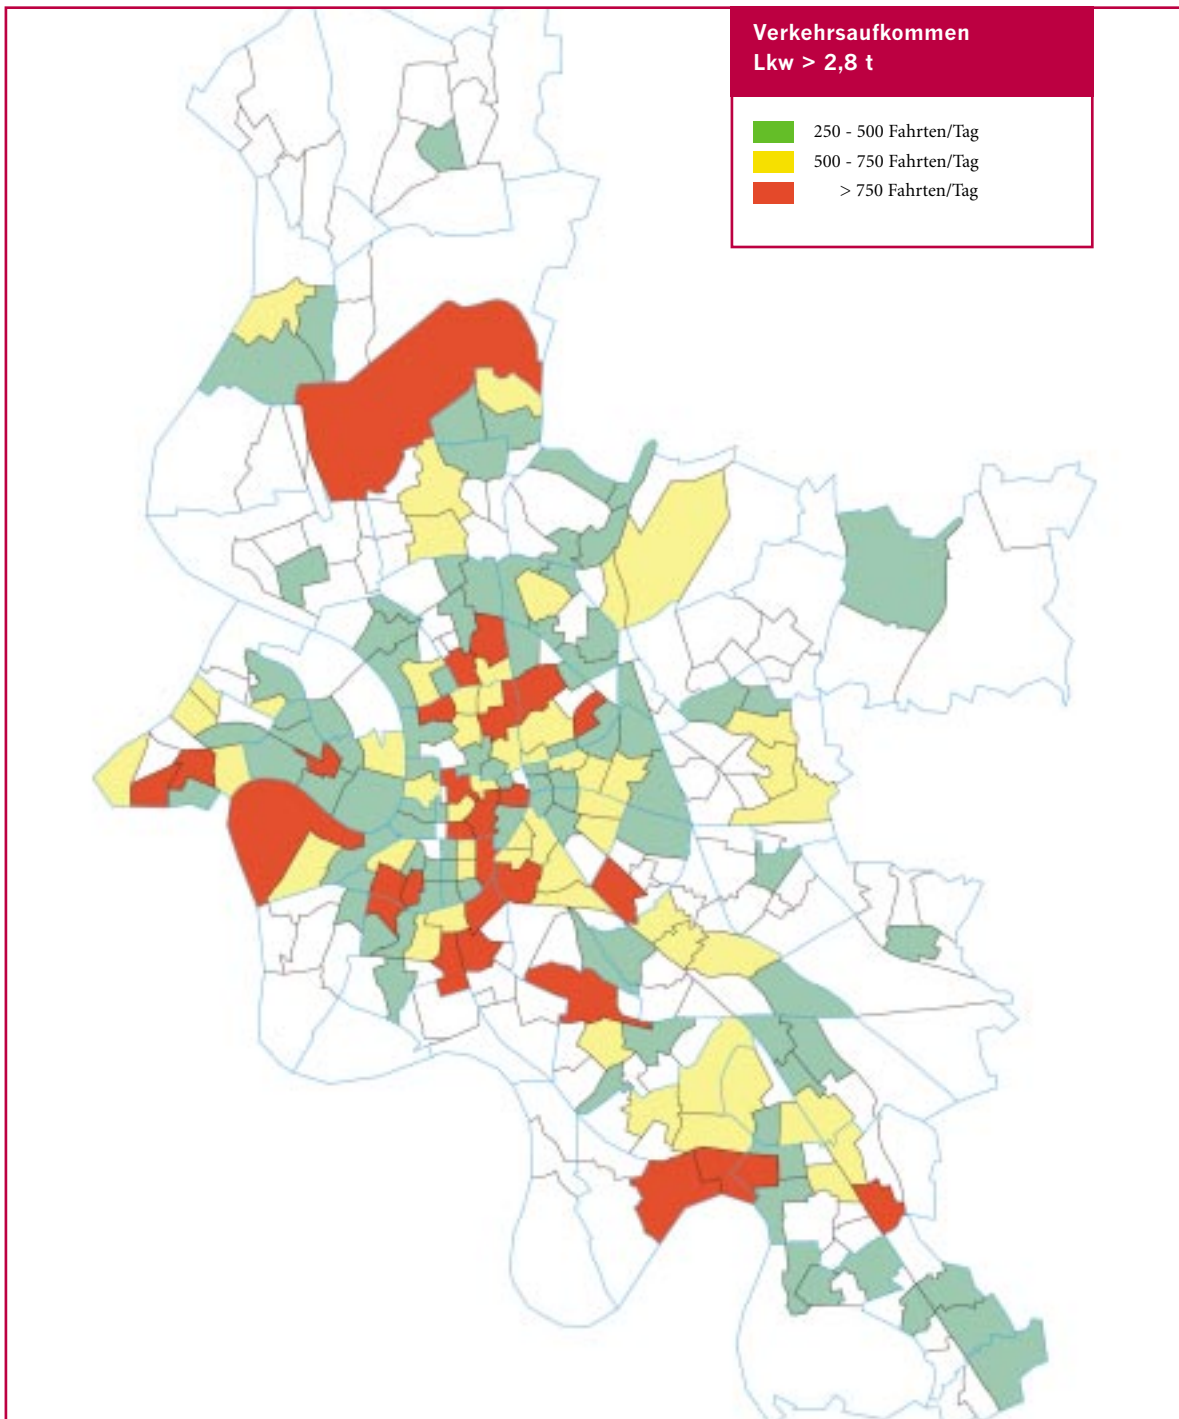 Verkehrsaufkommen
Lkw > 2,8 t
250 - 500 Fahrten/Tag
500 - 750 Fahrten/Tag
> 750 Fahrten/Tag